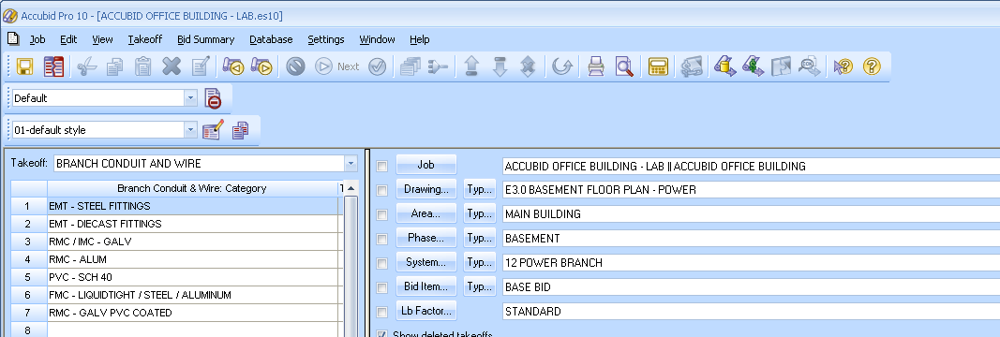 Accubid Pro 10 - [ACCUBID OFFICE BUILDING - LAB.es10]
Job Edit View Takeoff Bid Summary Database Settings Window Help
Next
Default
01-default style
Takeoff: BRANCH CONDUIT AND WIRE
Branch Conduit & Wire: Category T
1 EMT - STEEL FITTINGS
2 EMT - DIECAST FITTINGS
3 RMC / IMC - GALV
4 RMC - ALUM
5 PVC - SCH 40
6 FMC - LIQUIDTIGHT / STEEL / ALUMINUM
7 RMC - GALV PVC COATED
8
Job ACCUBID OFFICE BUILDING - LAB || ACCUBID OFFICE BUILDING
Drawing... Typ... E3.0 BASEMENT FLOOR PLAN - POWER
Area... Typ... MAIN BUILDING
Phase... Typ... BASEMENT
System... Typ... 12 POWER BRANCH
Bid Item... Typ... BASE BID
Lb Factor... STANDARD
Show deleted takeoffs